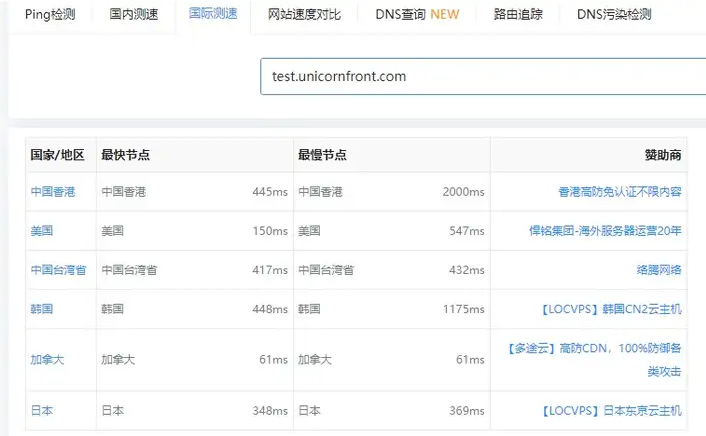 Ping检测 国内测速 国际测速 网站速度对比 DNS查询 NEW 路由追踪 DNS污染检测
test.unicornfront.com
国家/地区 最快节点 最慢节点 赞助商
中国香港 中国香港 445ms 中国香港 2000ms 香港高防免认证不限内容
美国 美国 150ms 美国 547ms 悍铭集团-海外服务器运营20年
中国台湾省 中国台湾省 417ms 中国台湾省 432ms 络腾网络
韩国 韩国 448ms 韩国 1175ms 【LOCVPS】韩国CN2云主机
加拿大 加拿大 61ms 加拿大 61ms 【多途云】高防CDN，100%防御各
类攻击
日本 日本 348ms 日本 369ms 【LOCVPS】日本东京云主机